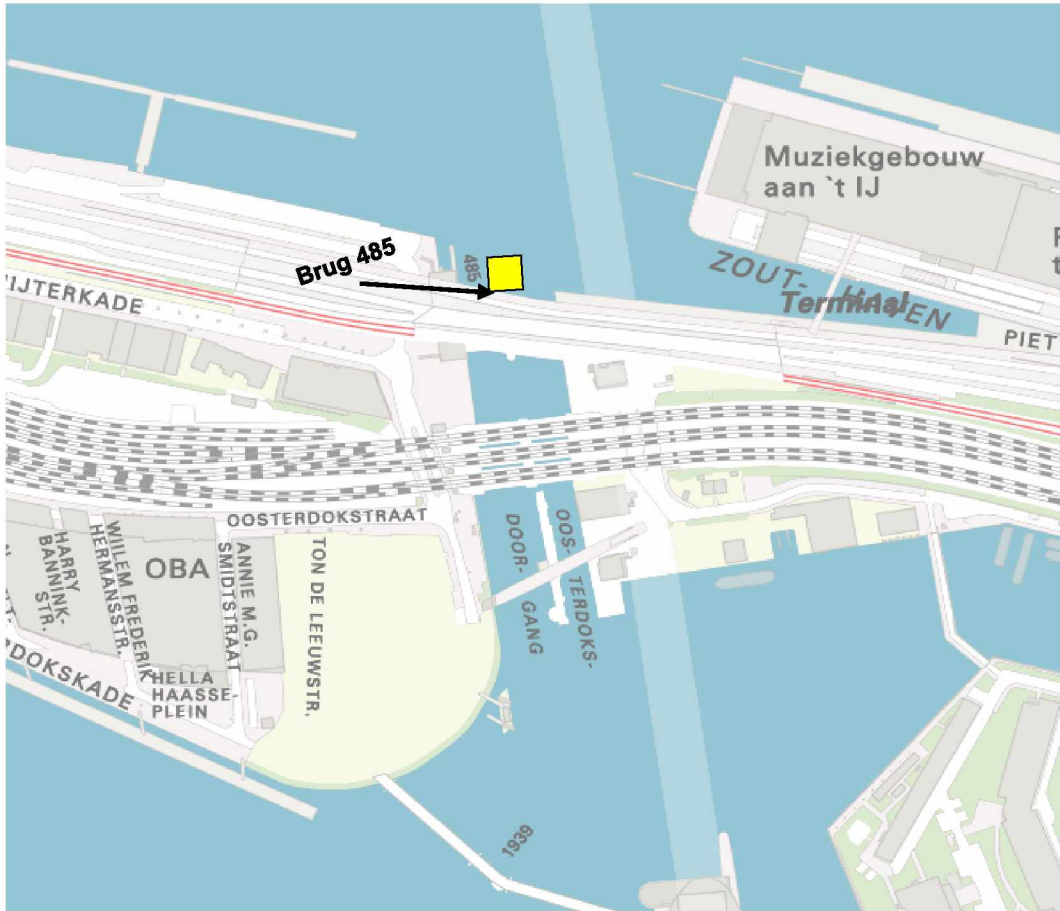 Muziekgebouw
aan `t IJ
Brug 485
485
ZOUT-
HAVEN
Terminal
PIET
IJTERKADE
OOSTERDOKSTRAAT
OBA
HARRY
BANNINK-
STR.
WILLEM FREDERIK
HERMANSSTR.
ANNIE M.G.
SMIDTSTRAAT
TON DE LEEUWSTR.
DOOR-
GANG
OOS-
TERDOKS-
HELLA
HAASSE-
PLEIN
RDOKSKADE
1939